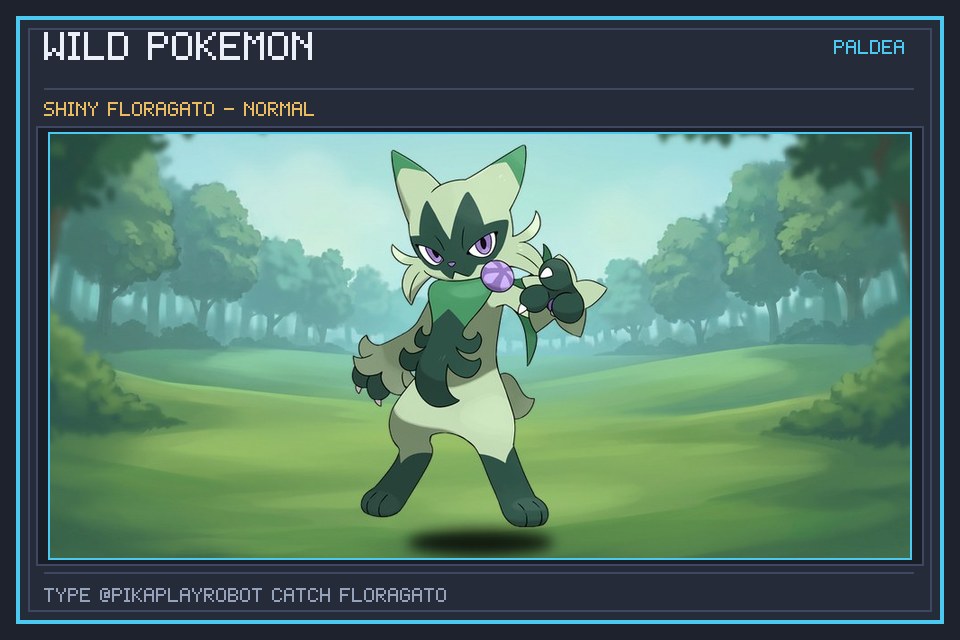 WILD POKEMON
PALDEA
SHINY FLORAGATO - NORMAL
TYPE @PIKAPLAYROBOT CATCH FLORAGATO